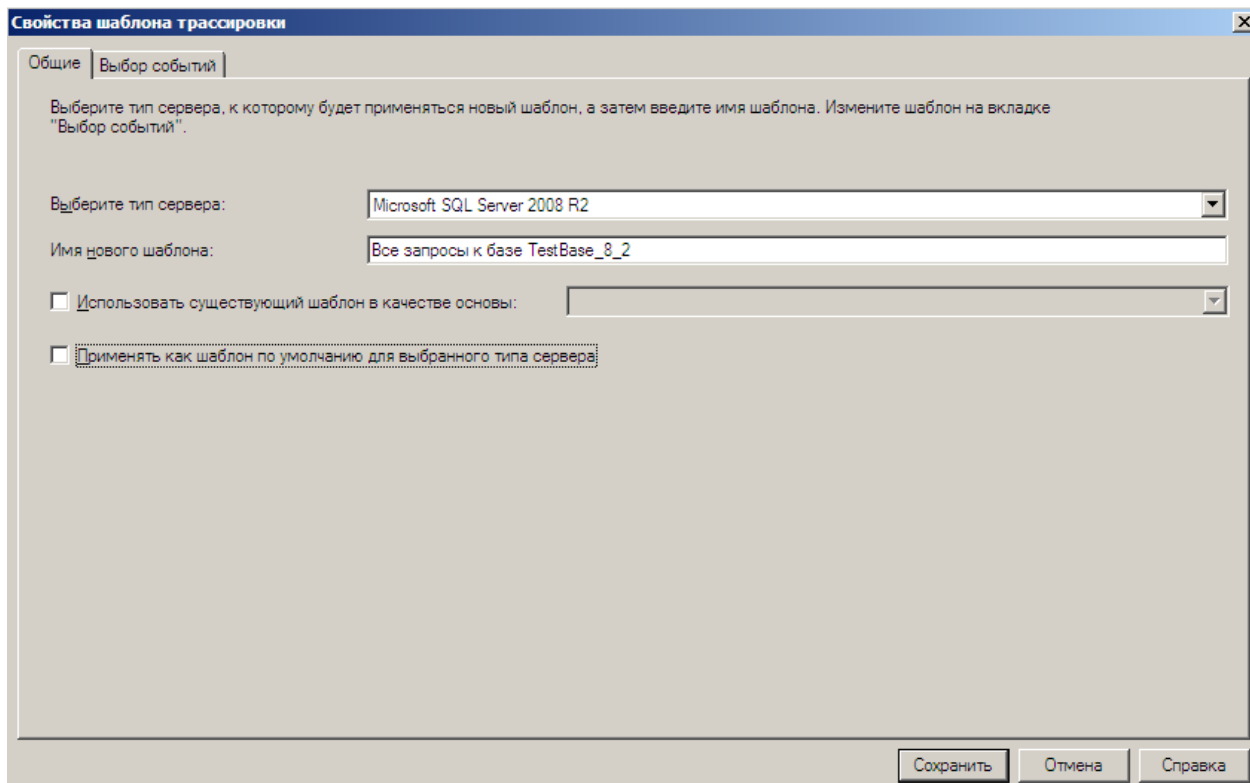 Свойства шаблона трассировки
Общие
Выбор событий
Выберите тип сервера, к которому будет применяться новый шаблон, а затем введите имя шаблона. Измените шаблон на вкладке
"Выбор событий".
Выберите тип сервера:
Microsoft SQL Server 2008 R2
Имя нового шаблона:
Все запросы к базе TestBase_8_2
Использовать существующий шаблон в качестве основы:
Применять как шаблон по умолчанию для выбранного типа сервера
Сохранить
Отмена
Справка